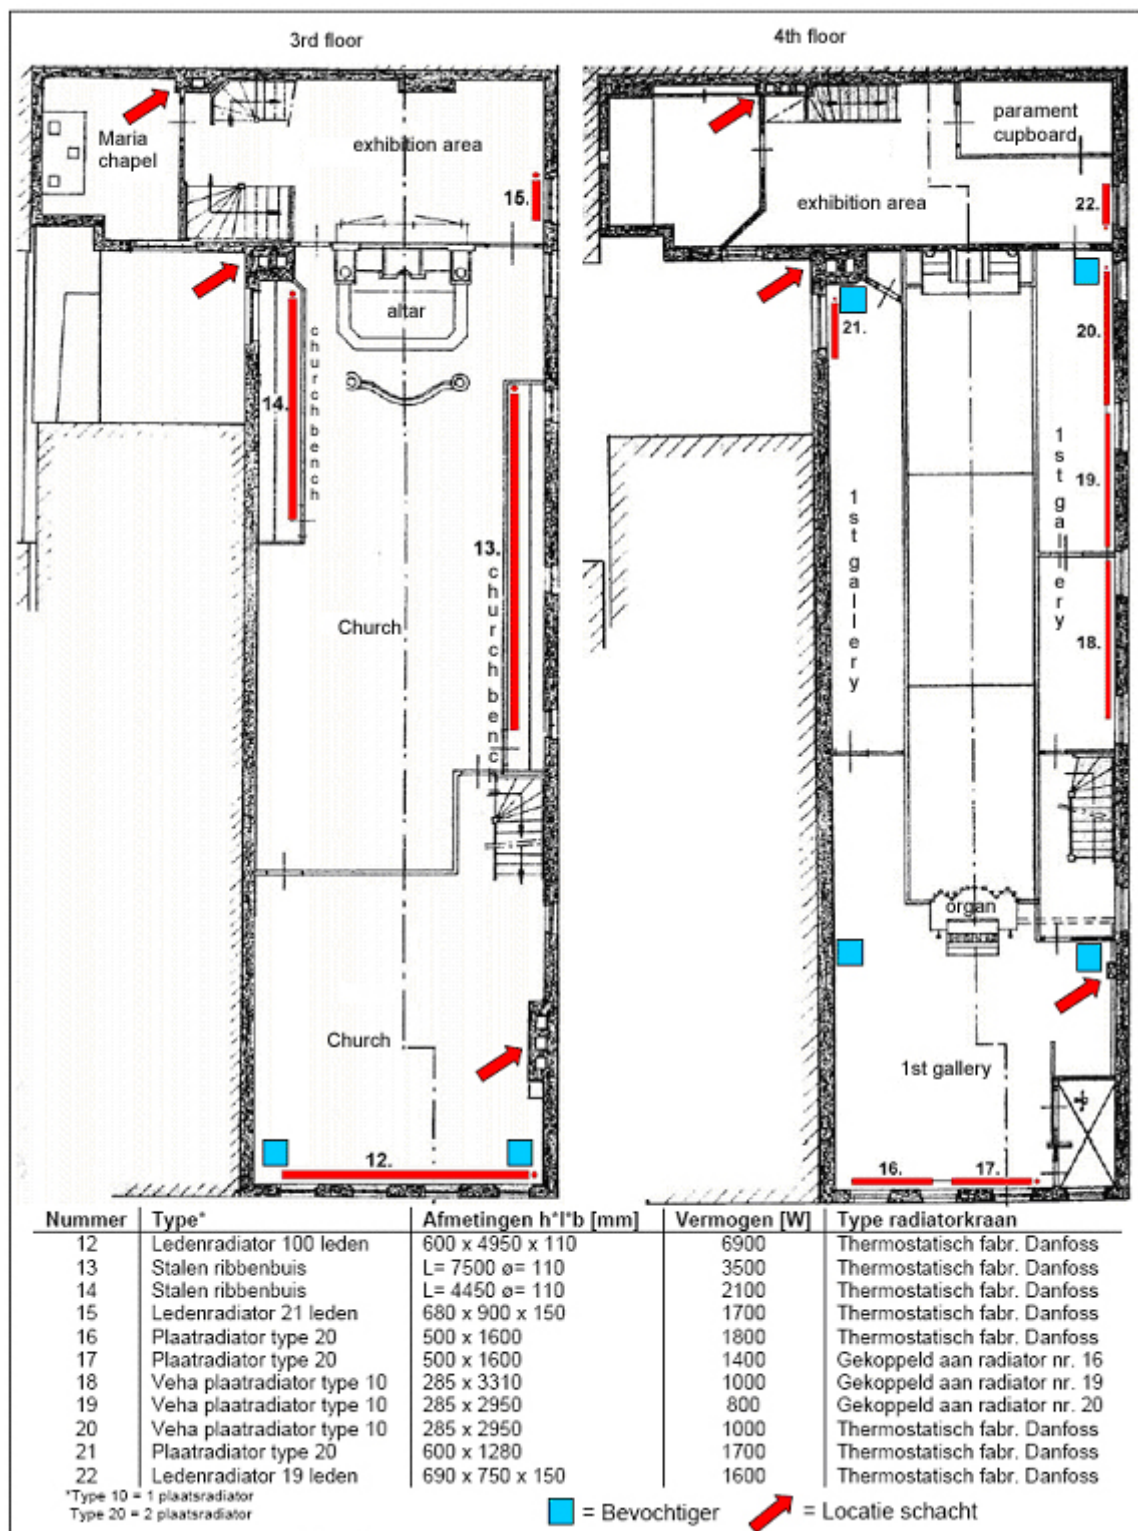 3rd floor
4th floor
Maria
chapel
exhibition area
15.
altar
church bench
14.
13.
church bench
Church
Church
12.
parament
cupboard
exhibition area
22.
21.
20.
1st gallery
19.
1st gallery
18.
organ
1st gallery
16.
17.
Nummer Type* Afmetingen h*l*b [mm] Vermogen [W] Type radiatorkraan
12 Ledenradiator 100 leden 600 x 4950 x 110 6900 Thermostatisch fabr. Danfoss
13 Stalen ribbenbuis L= 7500 ø= 110 3500 Thermostatisch fabr. Danfoss
14 Stalen ribbenbuis L= 4450 ø= 110 2100 Thermostatisch fabr. Danfoss
15 Ledenradiator 21 leden 680 x 900 x 150 1700 Thermostatisch fabr. Danfoss
16 Plaatradiator type 20 500 x 1600 1800 Thermostatisch fabr. Danfoss
17 Plaatradiator type 20 500 x 1600 1400 Gekoppeld aan radiator nr. 16
18 Veha plaatradiator type 10 285 x 3310 1000 Gekoppeld aan radiator nr. 19
19 Veha plaatradiator type 10 285 x 2950 800 Gekoppeld aan radiator nr. 20
20 Veha plaatradiator type 10 285 x 2950 1000 Thermostatisch fabr. Danfoss
21 Plaatradiator type 20 600 x 1280 1700 Thermostatisch fabr. Danfoss
22 Ledenradiator 19 leden 690 x 750 x 150 1600 Thermostatisch fabr. Danfoss
*Type 10 = 1 plaatsradiator
Type 20 = 2 plaatsradiator
= Bevochtiger
= Locatie schacht